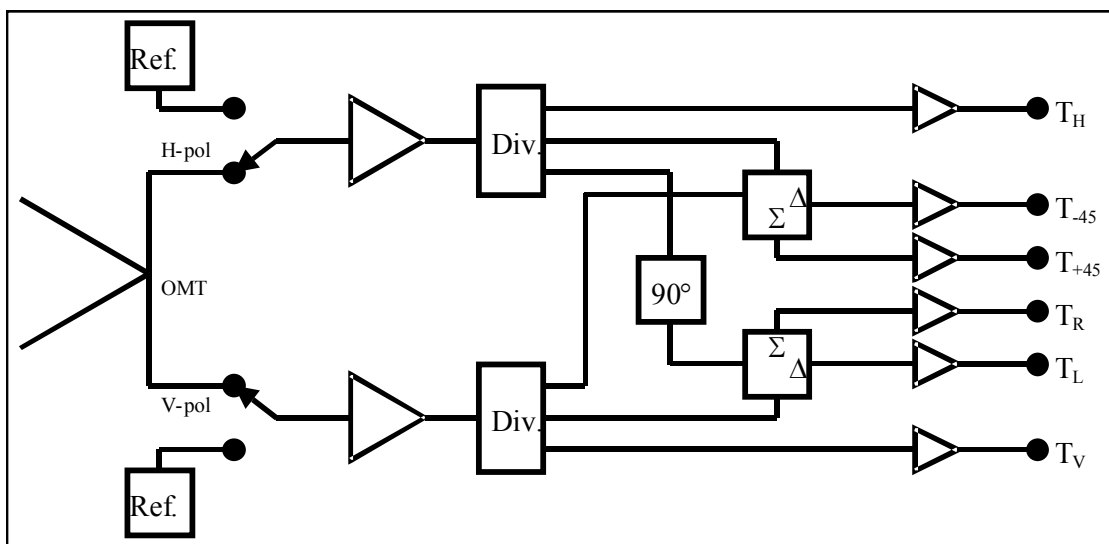 Ref.
H-pol
OMT
V-pol
Ref.
Div.
Div.
90°
Δ
Σ
Σ
Δ
T_H
T_-45
T_+45
T_R
T_L
T_V